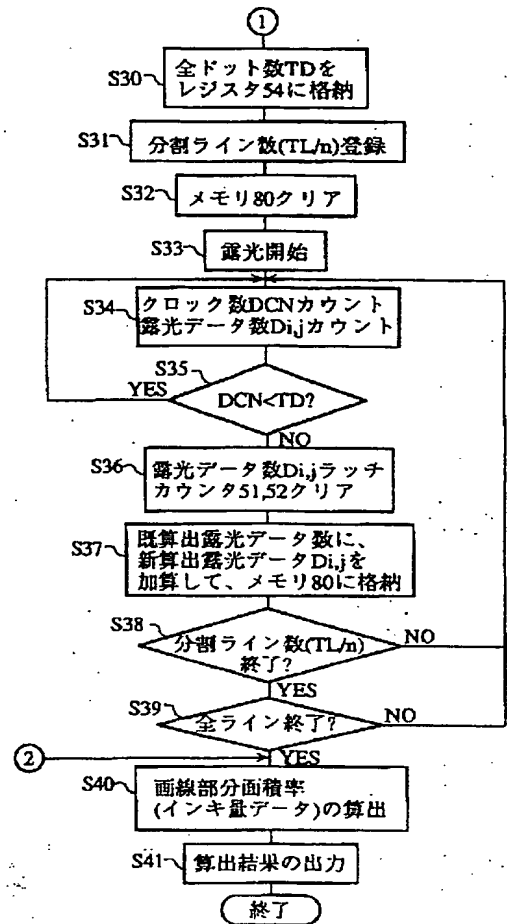 1
S30
全ドット数TDを
レジスタ54に格納
S31
分割ライン数(TL/n)登録
S32
メモリ80クリア
S33
露光開始
S34
クロック数DCNカウント
露光データ数Di,jカウント
S35
YES
DCN<TD?
NO
S36
露光データ数Di,jラッチ
カウンタ51,52クリア
S37
既算出露光データ数に、
新算出露光データDi,jを
加算して、メモリ80に格納
S38
分割ライン数(TL/n)
終了?
NO
YES
S39
全ライン終了?
NO
2
YES
S40
画線部分面積率
(インキ量データ)の算出
S41
算出結果の出力
終了